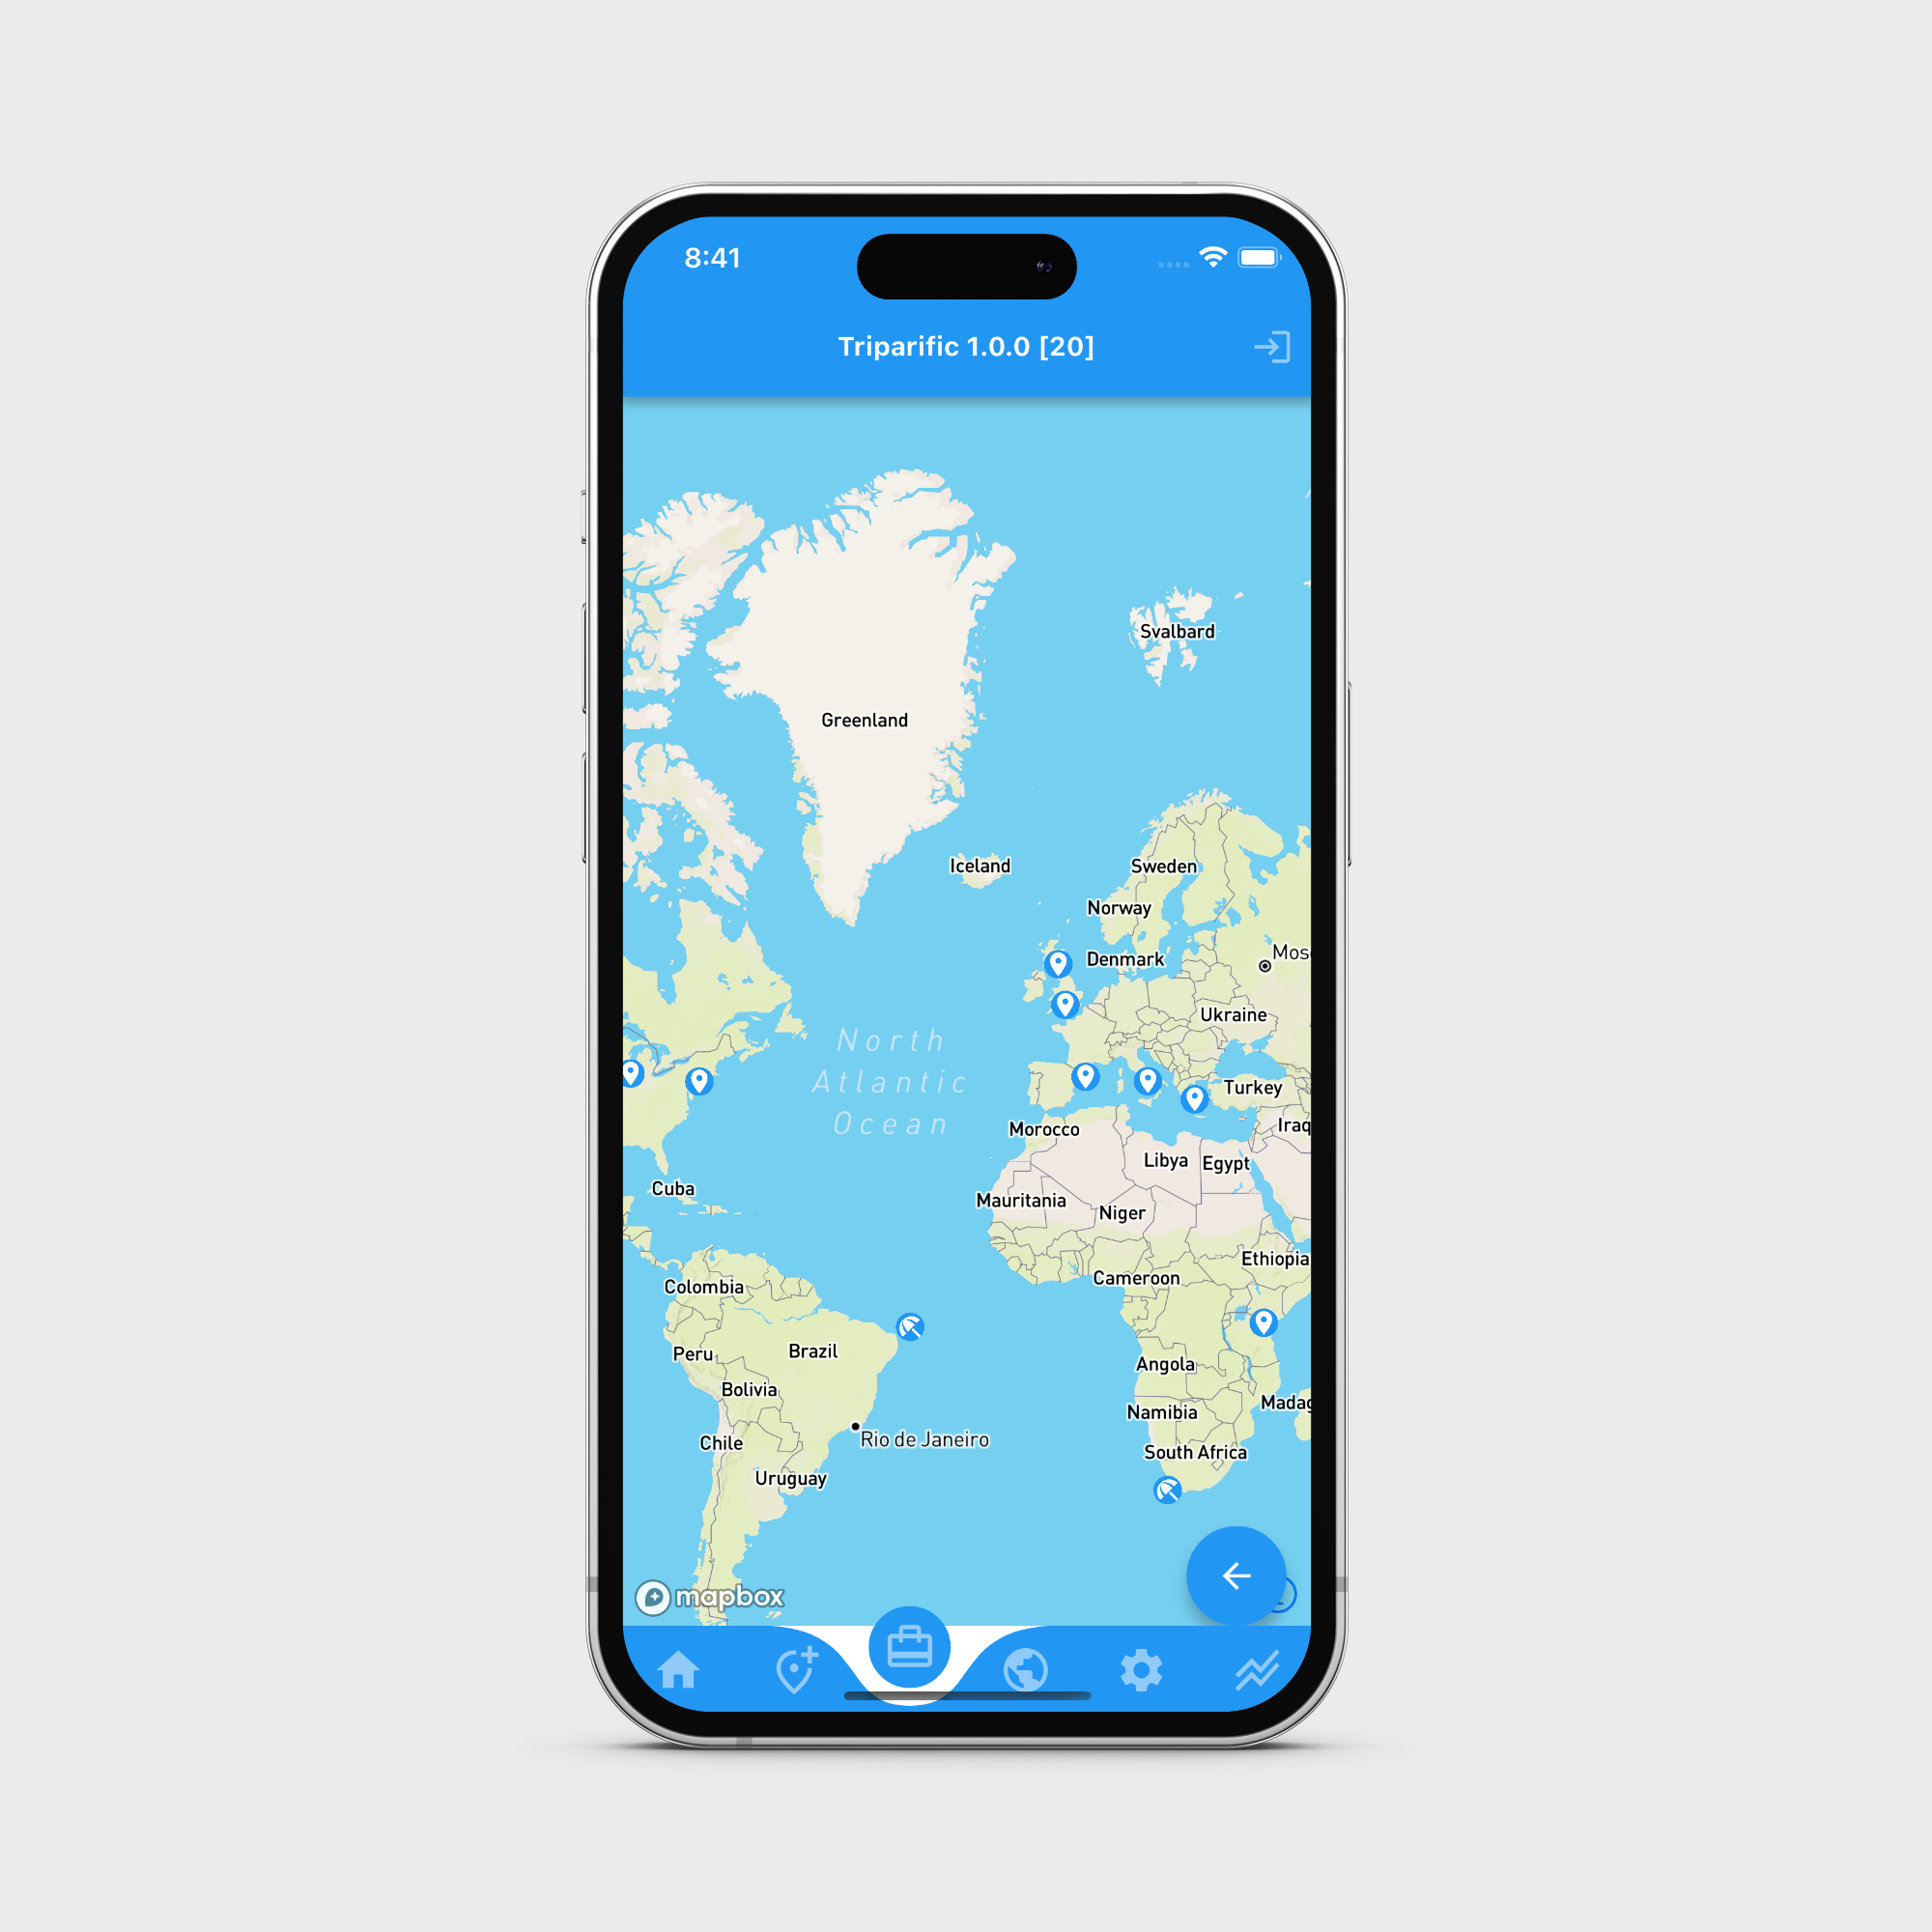 8:41
Triparific 1.0.0 [20]
Svalbard
Greenland
Iceland
Sweden
Norway
Denmark
Mosc
Ukraine
North
Atlantic
Ocean
Turkey
Iraq
Morocco
Libya
Egypt
Cuba
Mauritania
Niger
Ethiopia
Cameroon
Colombia
Brazil
Peru
Angola
Bolivia
Madag
Namibia
Rio de Janeiro
Chile
South Africa
Uruguay
mapbox